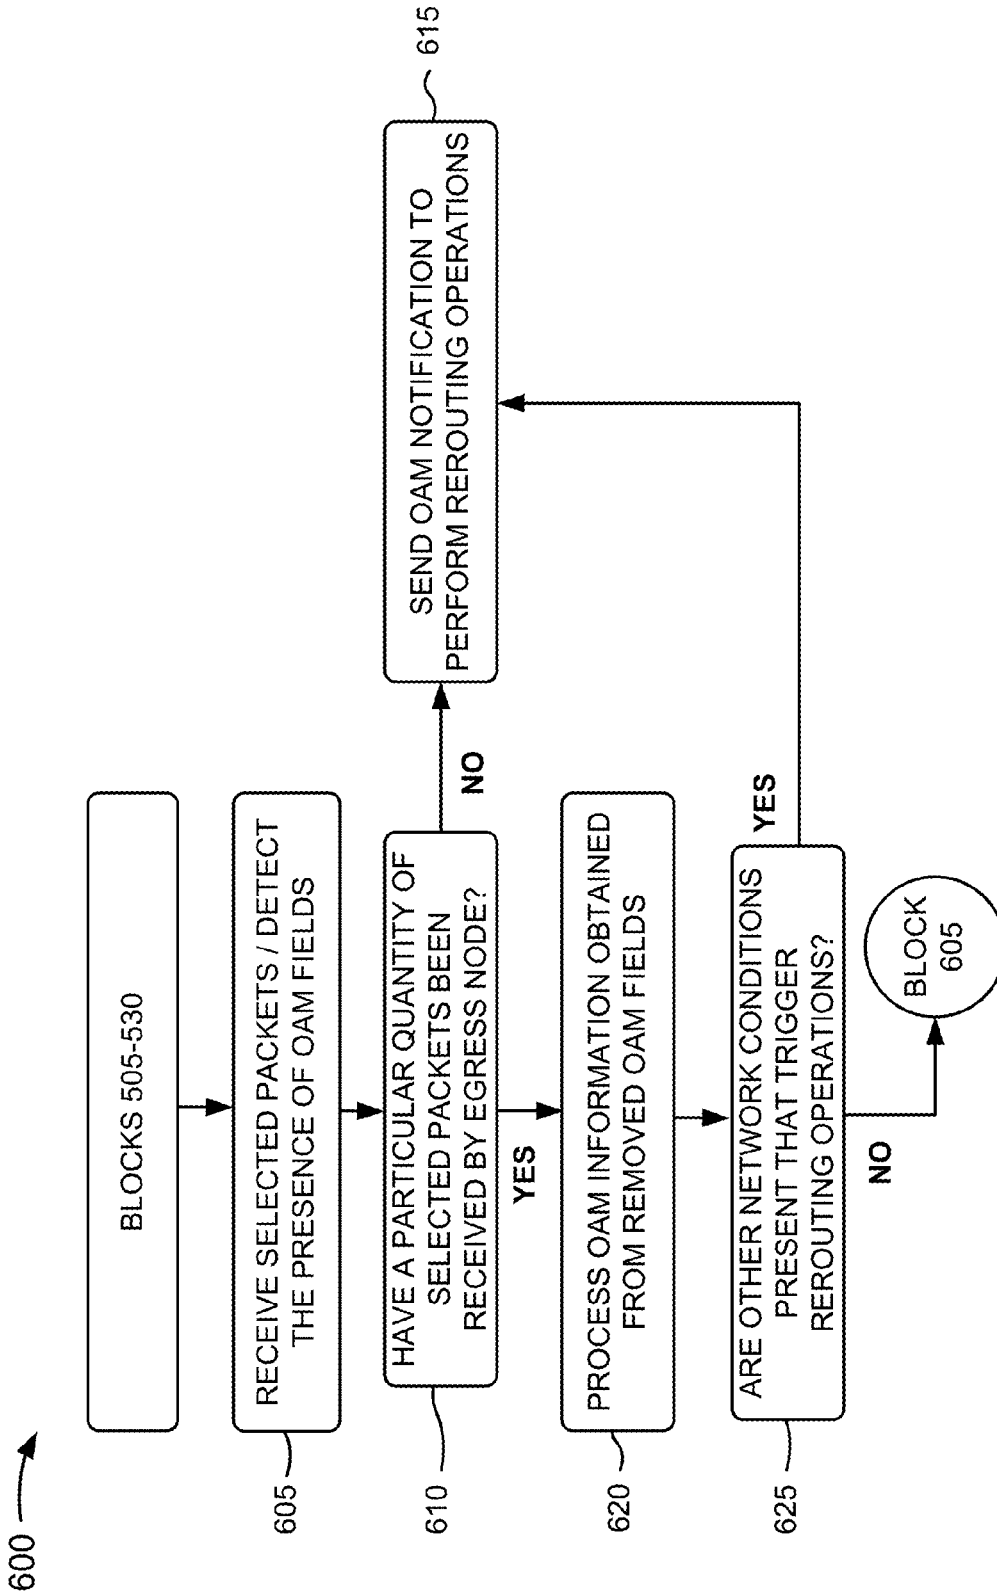 600
BLOCKS 505-530
605
RECEIVE SELECTED PACKETS / DETECT
THE PRESENCE OF OAM FIELDS
610
HAVE A PARTICULAR QUANTITY OF
SELECTED PACKETS BEEN
RECEIVED BY EGRESS NODE?
NO
615
SEND OAM NOTIFICATION TO
PERFORM REROUTING OPERATIONS
YES
620
PROCESS OAM INFORMATION OBTAINED
FROM REMOVED OAM FIELDS
625
ARE OTHER NETWORK CONDITIONS
PRESENT THAT TRIGGER
REROUTING OPERATIONS?
YES
NO
BLOCK
605